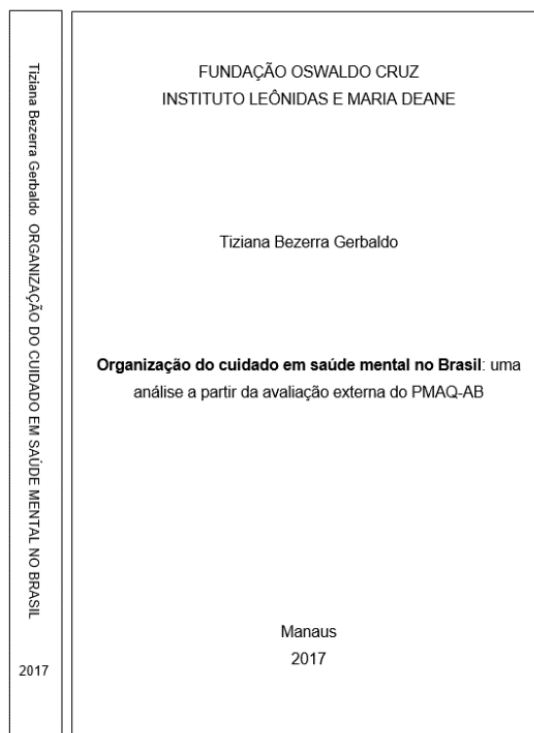 Tiziana Bezerra Gerbaldo ORGANIZAÇÃO DO CUIDADO EM SAÚDE MENTAL NO BRASIL
2017
FUNDAÇÃO OSWALDO CRUZ
INSTITUTO LEÔNIDAS E MARIA DEANE
Tiziana Bezerra Gerbaldo
Organização do cuidado em saúde mental no Brasil: uma
análise a partir da avaliação externa do PMAQ-AB
Manaus
2017